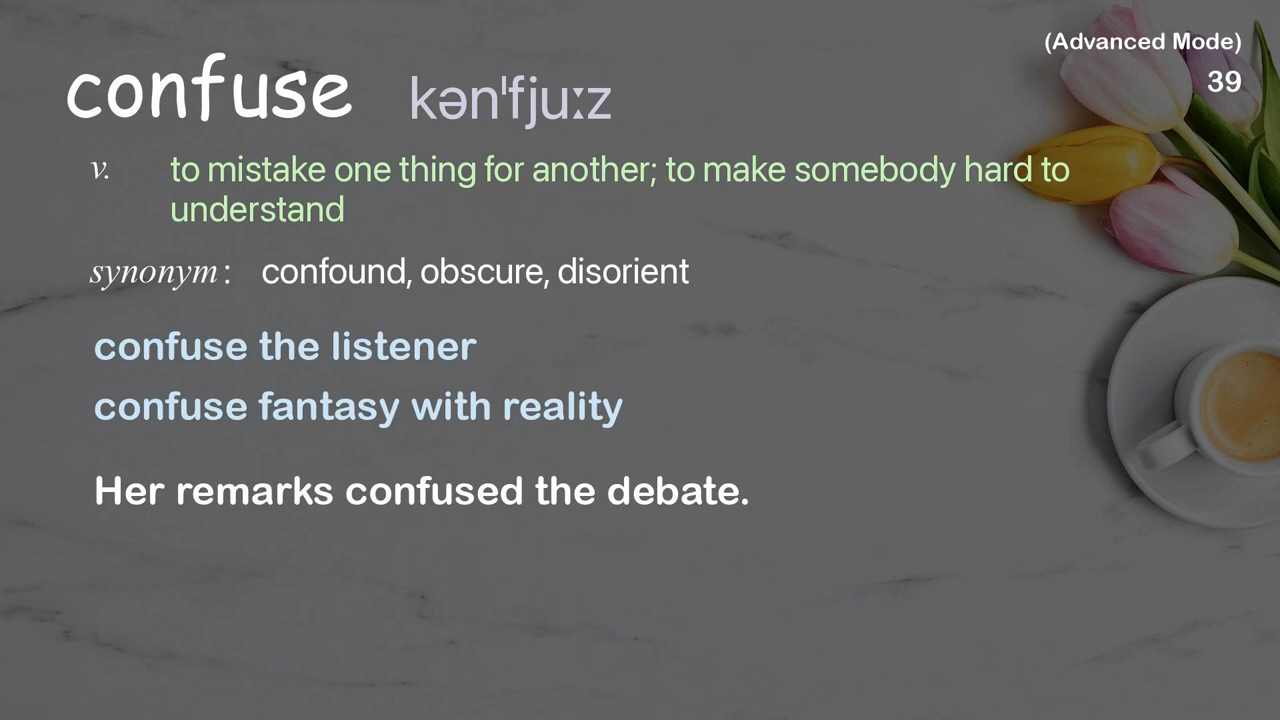 (Advanced Mode)
39
confuse kənˈfjuːz
v. to mistake one thing for another; to make somebody hard to
understand
synonym: confound, obscure, disorient
confuse the listener
confuse fantasy with reality
Her remarks confused the debate.